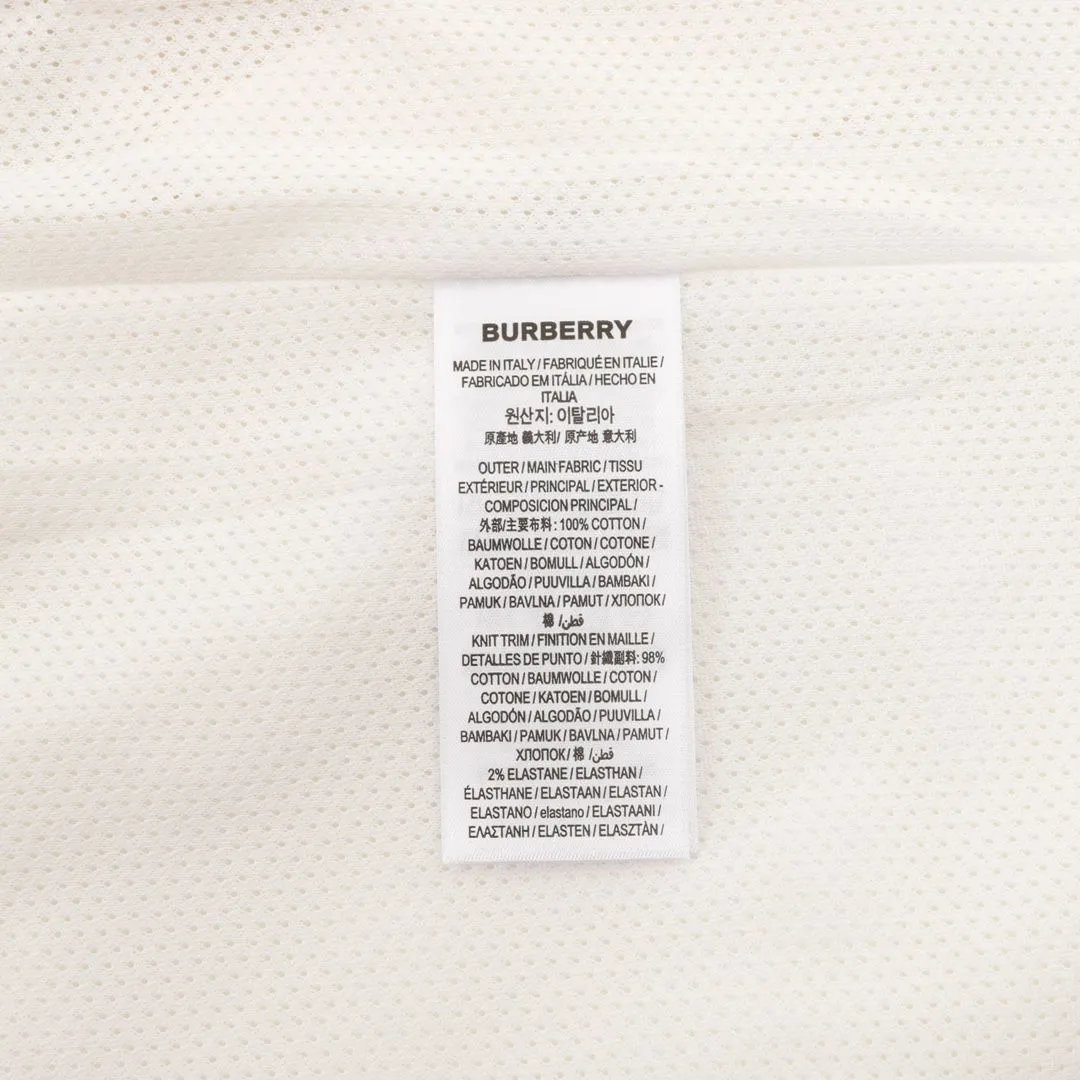 BURBERRY
MADE IN ITALY / FABRIQUÉ EN ITALIE /
FABRICADO EM ITÁLIA / HECHO EN
ITALIA
원산지: 이탈리아
原產地 義大利/ 原产地 意大利
OUTER / MAIN FABRIC / TISSU
EXTÉRIEUR / PRINCIPAL / EXTERIOR -
COMPOSICION PRINCIPAL /
外部/主要布料: 100% COTTON /
BAUMWOLLE / COTON / COTONE /
KATOEN / BOMULL / ALGODÓN /
ALGODÃO / PUUVILLA / BAMBAKI /
PAMUK / BAVLNA / PAMUT / ХЛОПОК /
棉 /قطن/
KNIT TRIM / FINITION EN MAILLE /
DETALLES DE PUNTO / 針織副料: 98%
COTTON / BAUMWOLLE / COTON /
COTONE / KATOEN / BOMULL /
ALGODÓN / ALGODÃO / PUUVILLA /
BAMBAKI / PAMUK / BAVLNA / PAMUT /
ХЛОПОК / 棉 /قطن/
2% ELASTANE / ELASTHAN /
ÉLASTHANE / ELASTAAN / ELASTAN /
ELASTANO / elastano / ELASTAANI /
ΕΛΑΣΤΑΝΗ / ELASTEN / ELASZTÀN /